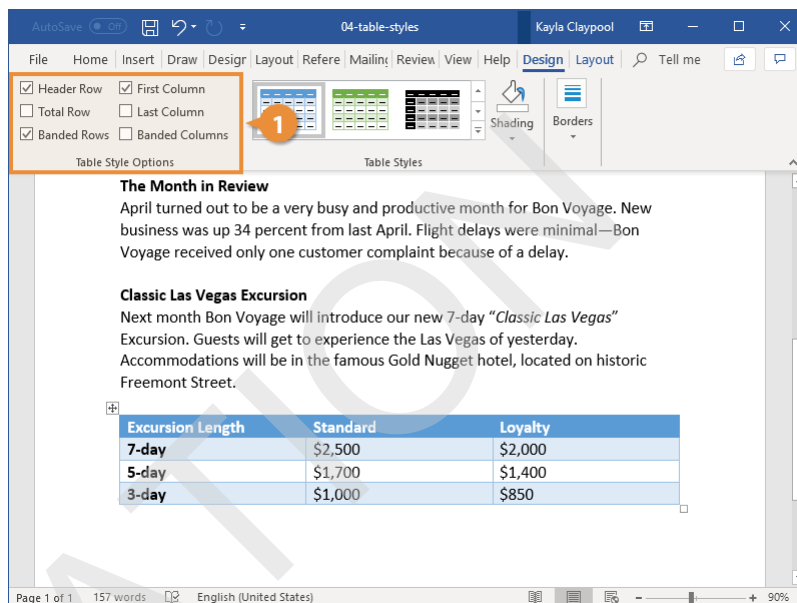 AutoSave Off 04-table-styles Kayla Claypool
File Home Insert Draw Design Layout Refere Mailing Review View Help Design Layout Tell me
Header Row First Column
Total Row Last Column
Banded Rows Banded Columns
1
Shading
Borders
Table Style Options Table Styles
The Month in Review
April turned out to be a very busy and productive month for Bon Voyage. New
business was up 34 percent from last April. Flight delays were minimal—Bon
Voyage received only one customer complaint because of a delay.
Classic Las Vegas Excursion
Next month Bon Voyage will introduce our new 7-day “Classic Las Vegas”
Excursion. Guests will get to experience the Las Vegas of yesterday.
Accommodations will be in the famous Gold Nugget hotel, located on historic
Freemont Street.
Excursion Length Standard Loyalty
7-day $2,500 $2,000
5-day $1,700 $1,400
3-day $1,000 $850
ATION
Page 1 of 1 157 words English (United States) 90%